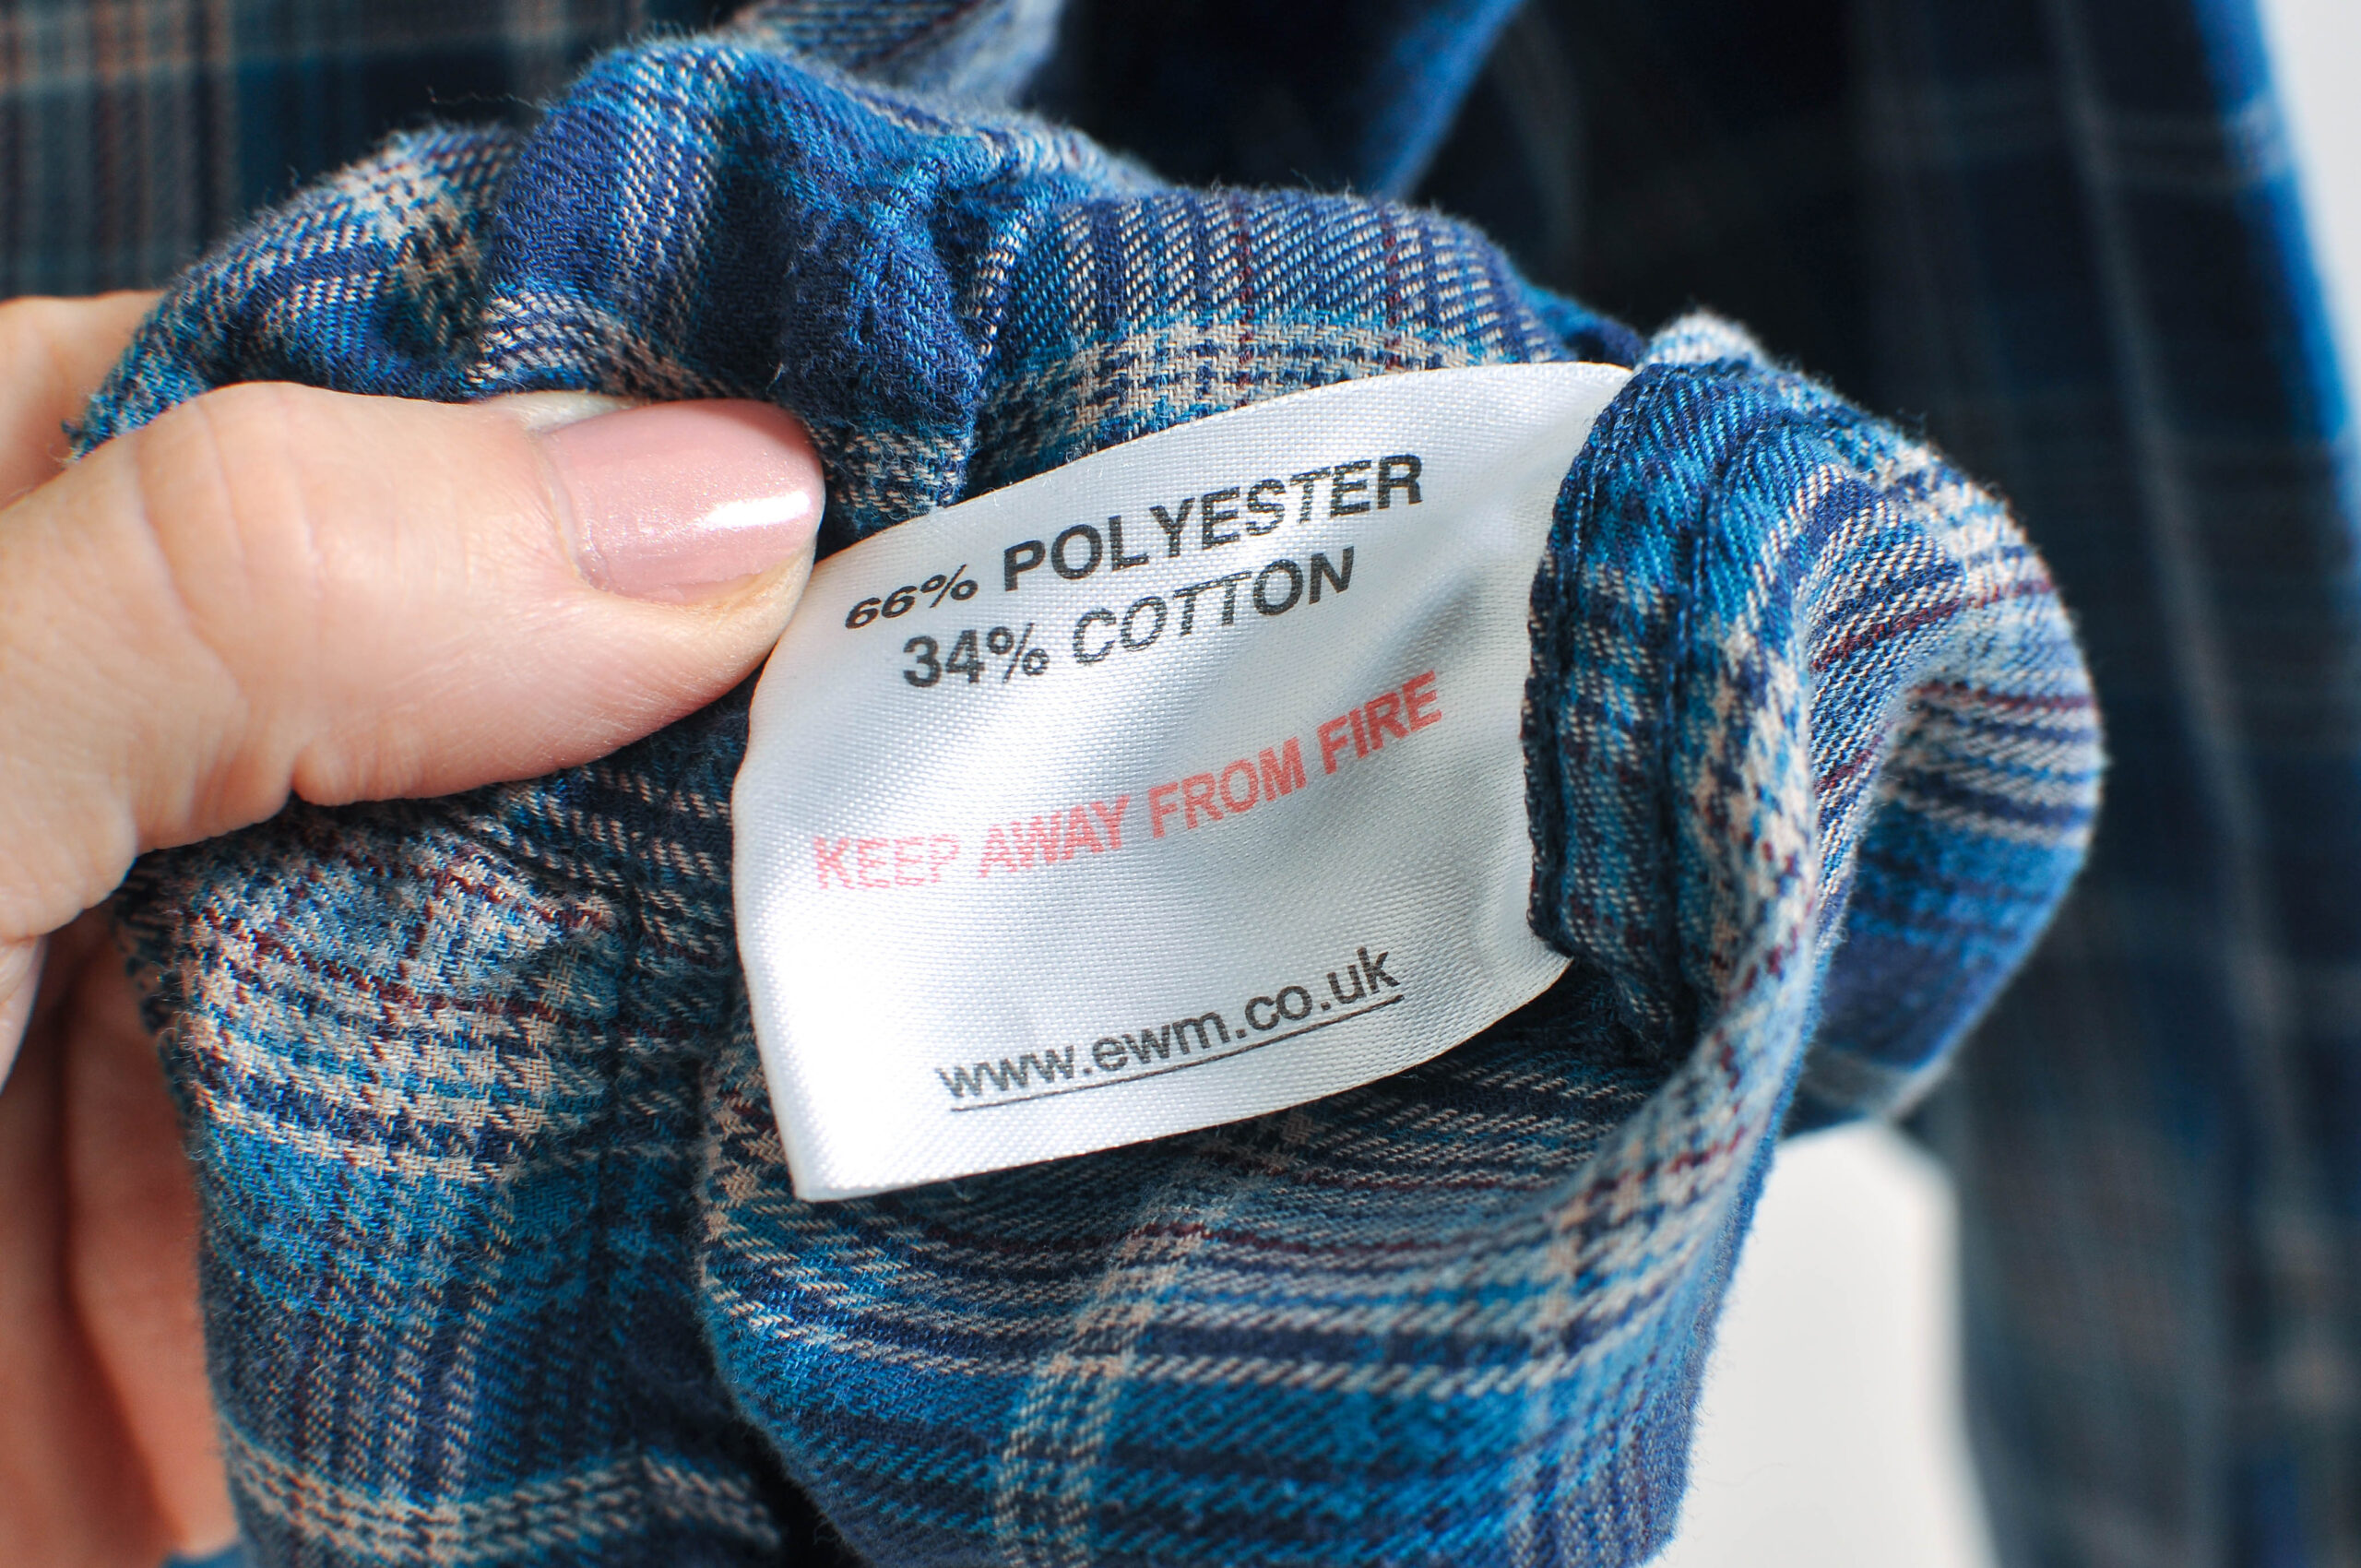 66% POLYESTER
34% COTTON
KEEP AWAY FROM FIRE
www.ewm.co.uk